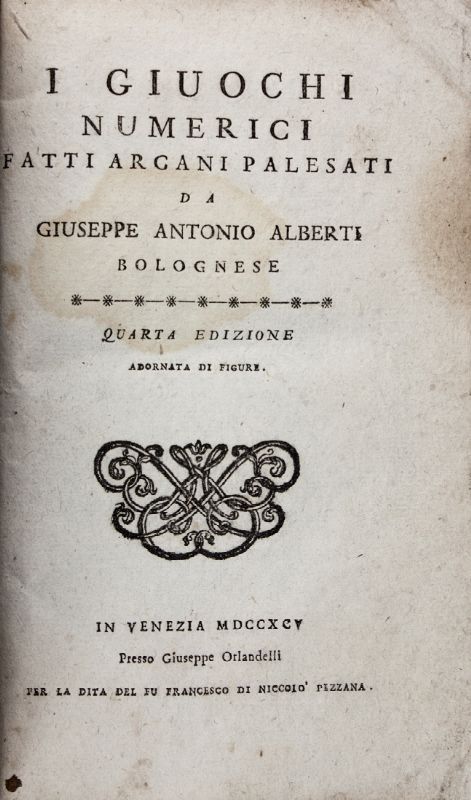 I GIUOCHI
NUMERICI
FATTI ARCANI PALESATI
DA
GIUSEPPE ANTONIO ALBERTI
BOLOGNESE
QUARTA EDIZIONE
ADORNATA DI FIGURE.
IN VENEZIA MDCCXCV
Presso Giuseppe Orlandelli
PER LA DITA DEL FU FRANCESCO DI NICCOLO' PEZZANA.